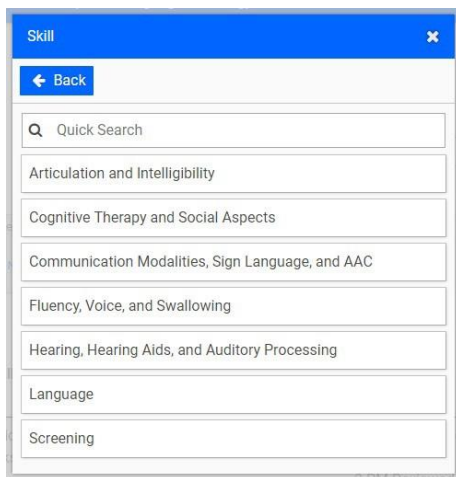 Skill
Back
Quick Search
Articulation and Intelligibility
Cognitive Therapy and Social Aspects
Communication Modalities, Sign Language, and AAC
Fluency, Voice, and Swallowing
Hearing, Hearing Aids, and Auditory Processing
Language
Screening